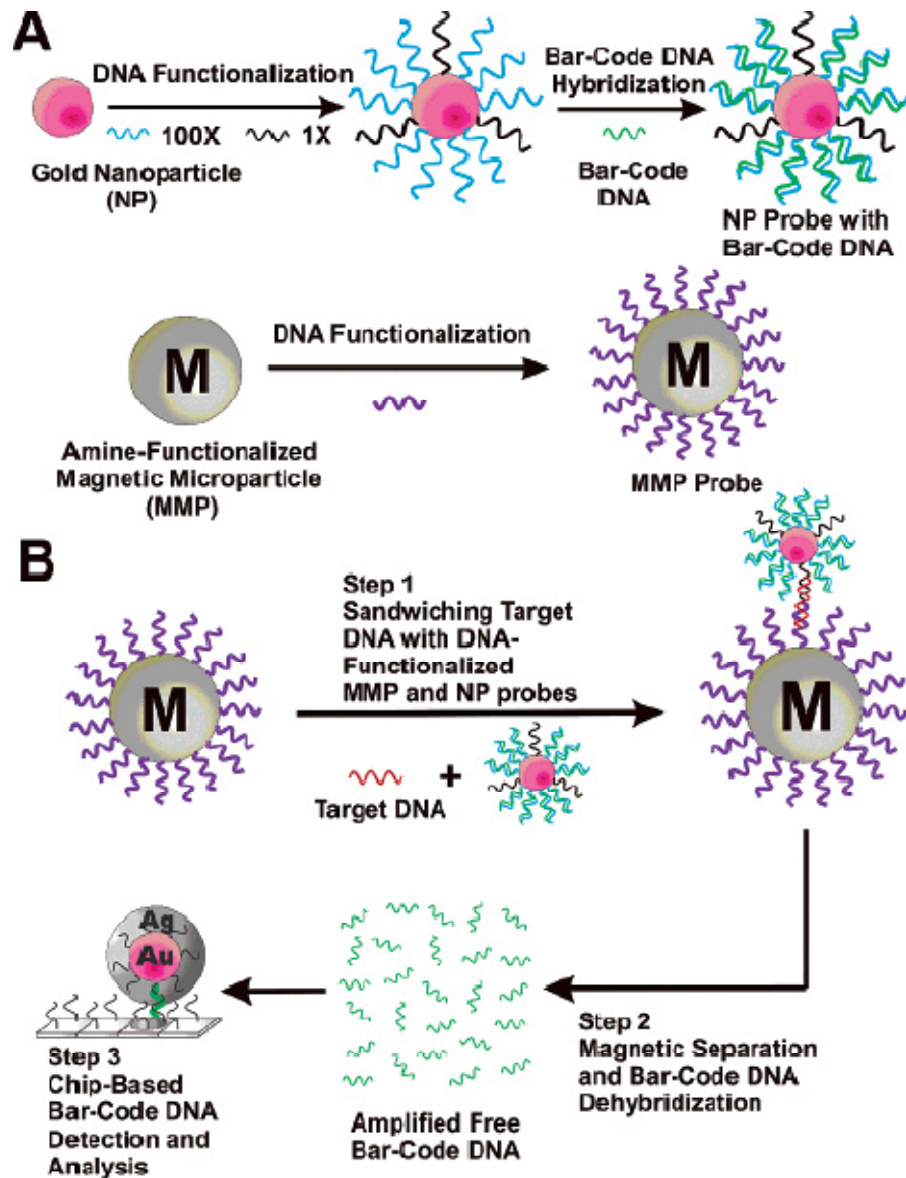 A
DNA Functionalization
100X 1X
Gold Nanoparticle
(NP)
Bar-Code DNA
Hybridization
Bar-Code
DNA
NP Probe with
Bar-Code DNA
M
Amine-Functionalized
Magnetic Microparticle
(MMP)
DNA Functionalization
M
MMP Probe
B
M
Step 1
Sandwiching Target
DNA with DNA-
Functionalized
MMP and NP probes
Target DNA
+
M
Step 2
Magnetic Separation
and Bar-Code DNA
Dehybridization
Amplified Free
Bar-Code DNA
Ag
Au
Step 3
Chip-Based
Bar-Code DNA
Detection and
Analysis